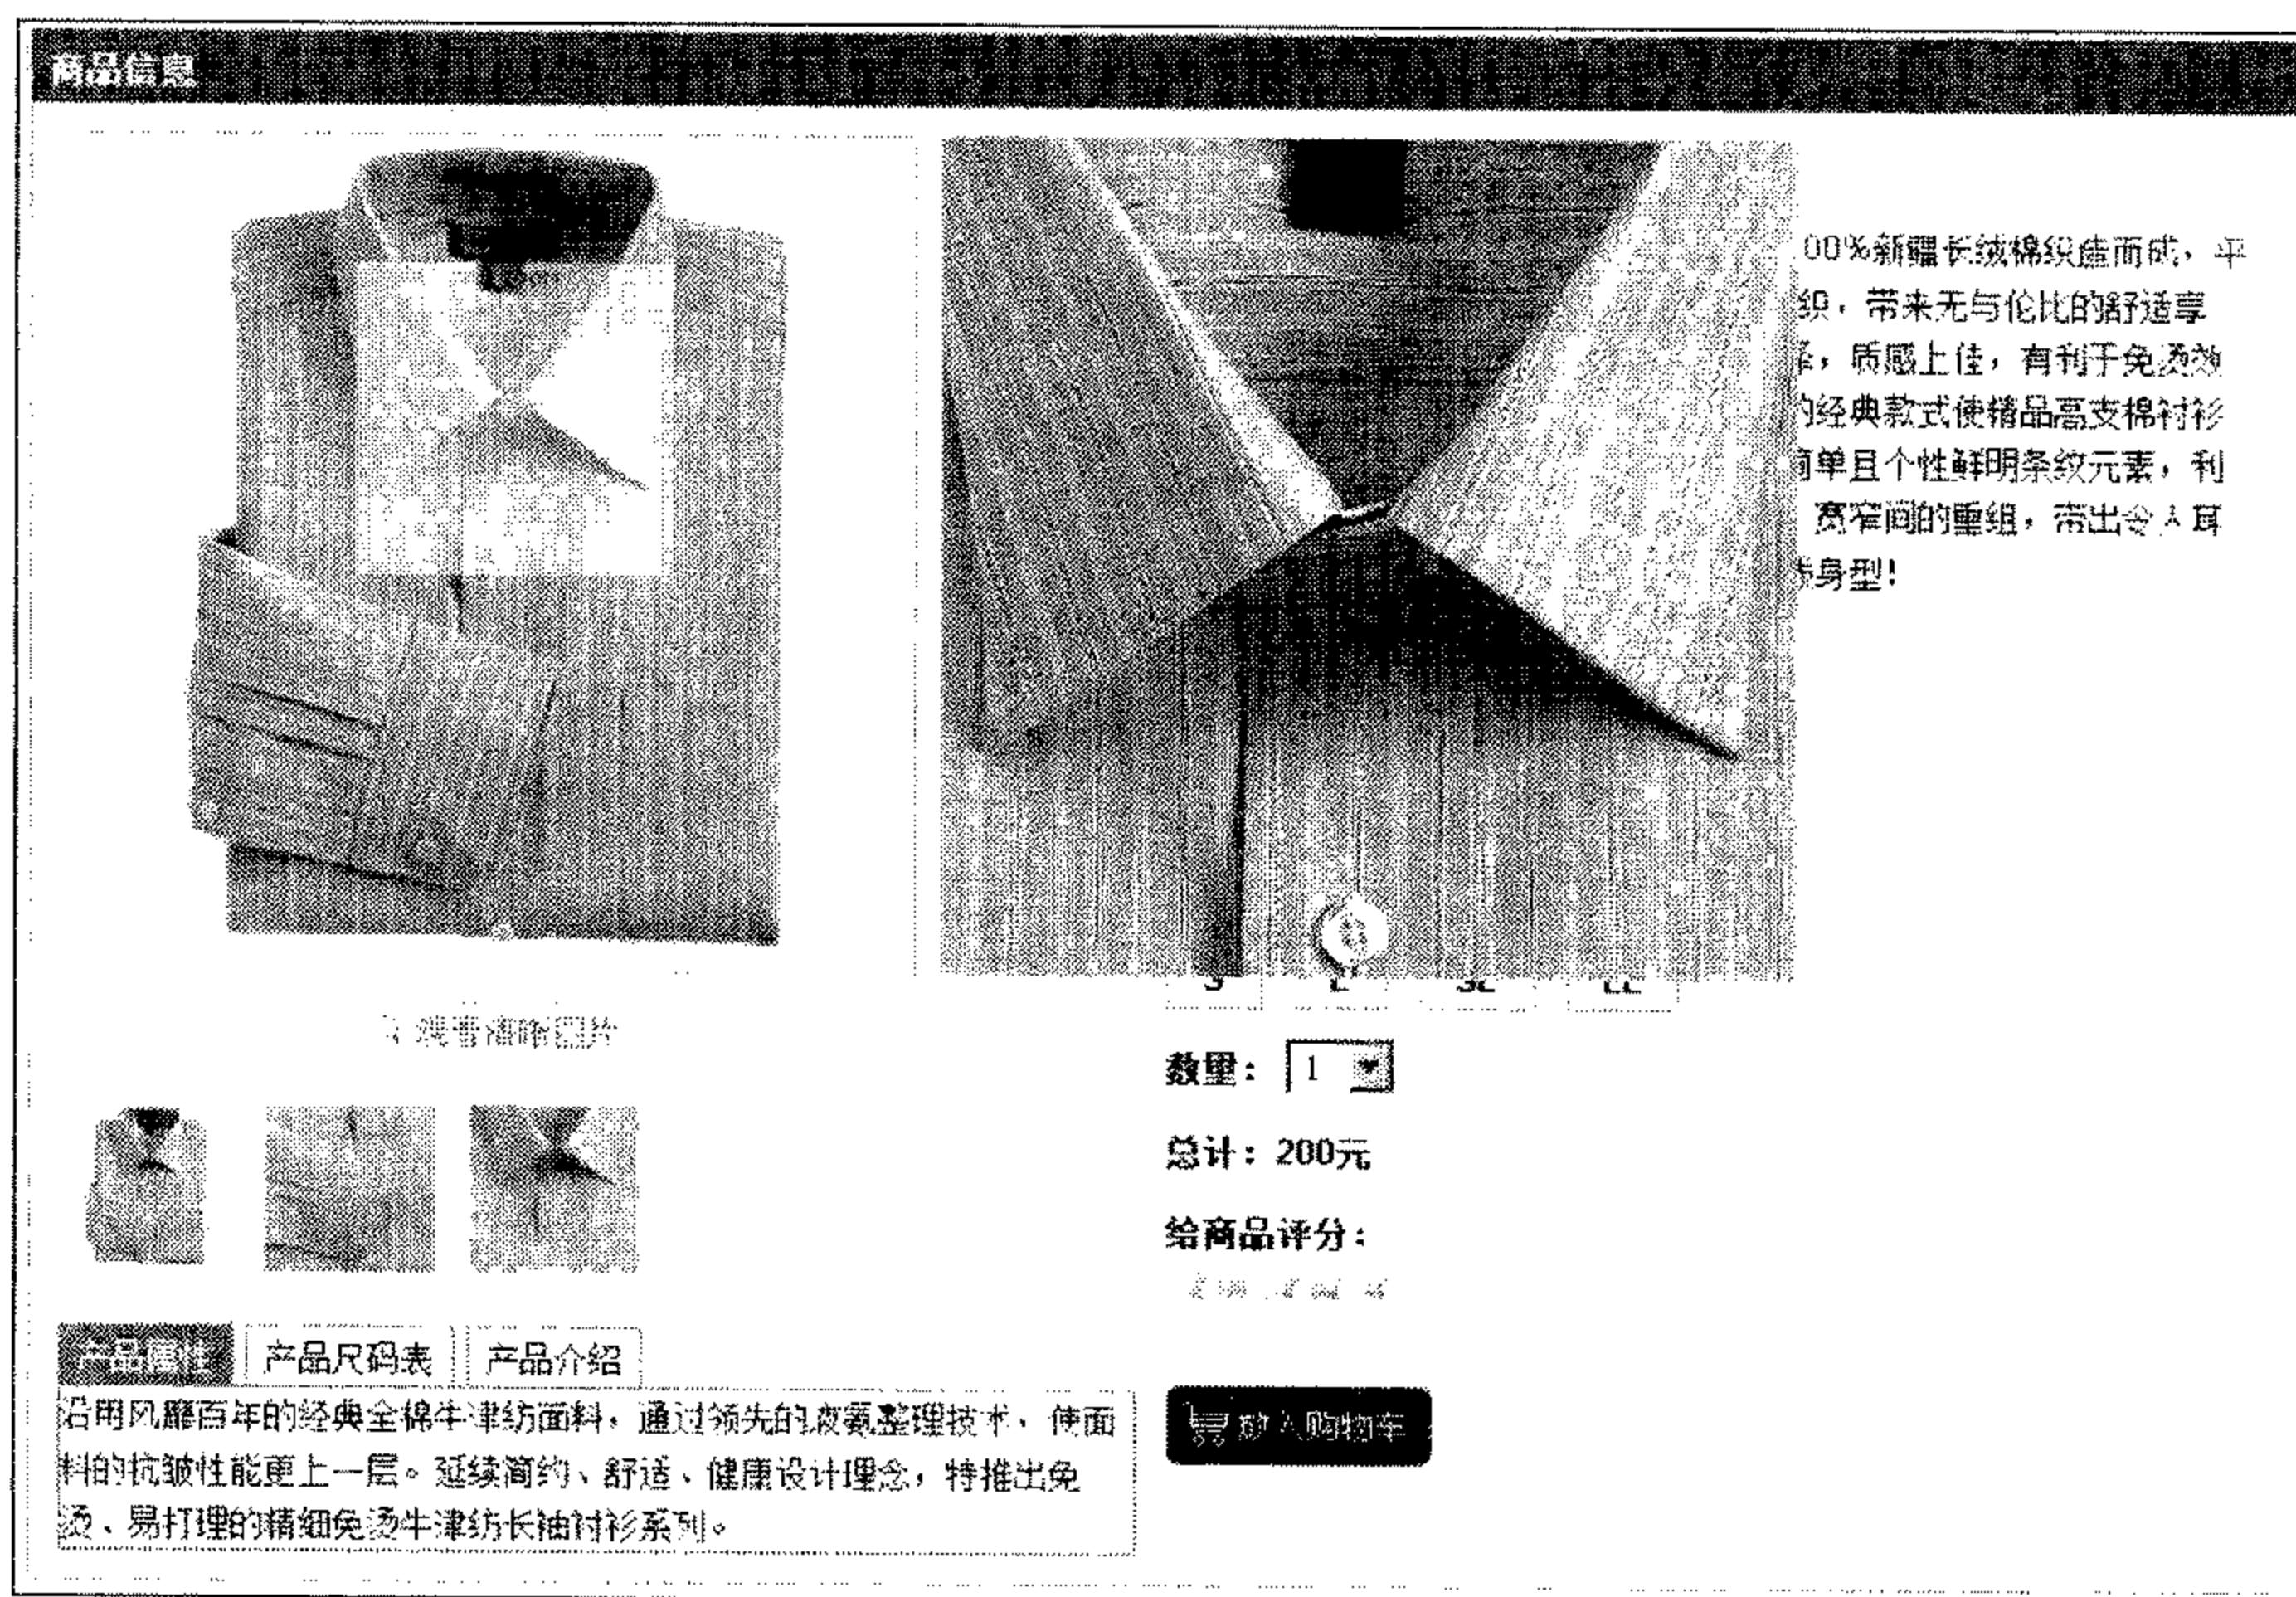 商品信息
00%新疆长绒棉织造而成，平
织，带来无与伦比的舒适享
，质感上佳，有利于免烫效
的经典款式使精品高支棉衬衫
简单且个性鲜明条纹元素，利
宽窄间的重组，带出令人耳
身型！
观看清晰图片
S L
数量： 1
总计：200元
给商品评分：
产品属性 产品尺码表 产品介绍
沿用风靡百年的经典全棉牛津纺面料，通过领先的液氨整理技术、使面
料的抗皱性能更上一层。延续简约、舒适、健康设计理念，特推出免
烫、易打理的精细免烫牛津纺长袖衬衫系列。
放入购物车